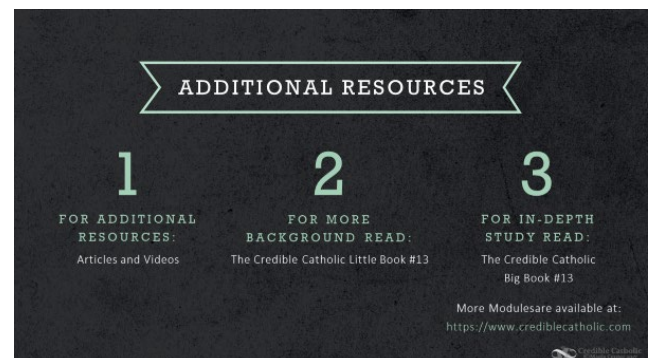 ADDITIONAL RESOURCES
1
FOR ADDITIONAL
RESOURCES:
Articles and Videos
2
FOR MORE
BACKGROUND READ:
The Credible Catholic Little Book #13
3
FOR IN-DEPTH
STUDY READ:
The Credible Catholic
Big Book #13
More Modulesare available at:
https://www.crediblecatholic.com
Credible Catholic